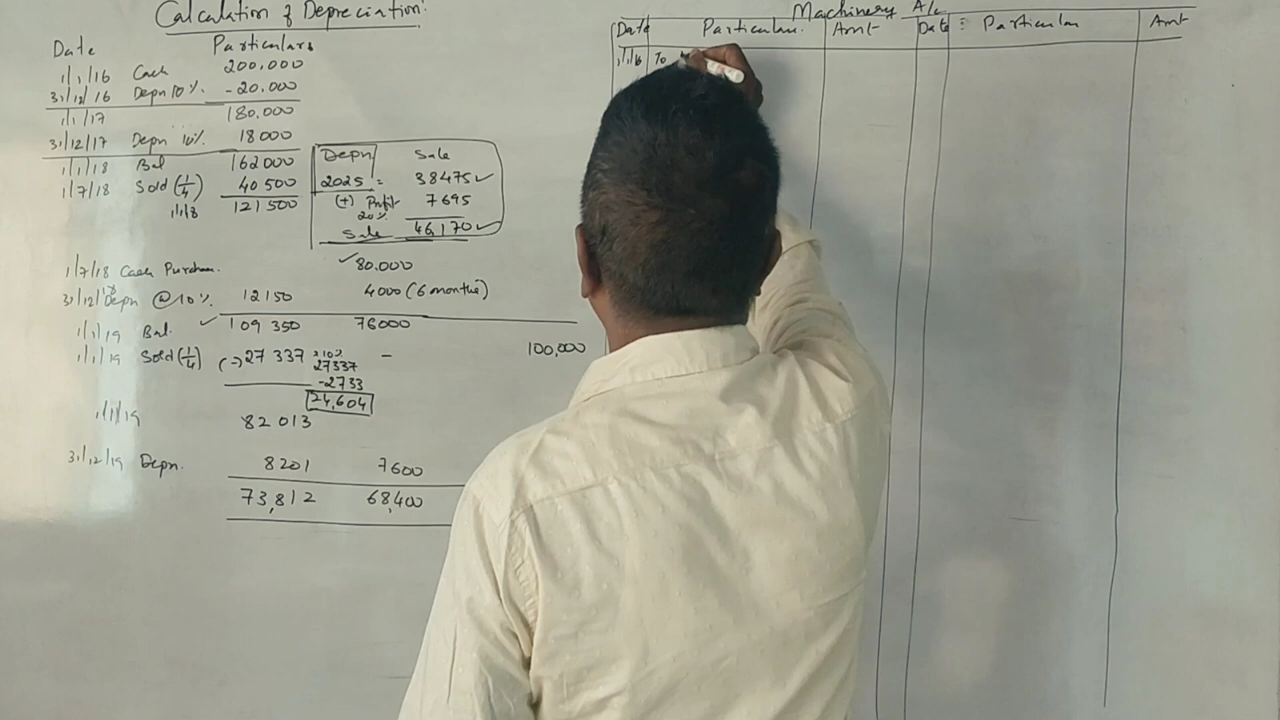 Calculation of Depreciation:
Date Particulars
1/1/16 Cash 200,000
31/12/16 Depn 10%. - 20.000
1/1/17 180,000
31/12/17 Depn 10%. 18000
1/1/18 Bal 162000
1/7/18 Sold (1/4) 40500
1/1/18 121500
Depn Sale
2025 = 38475 ✓
(+) Profit 7695
20%
Sale 46,170 ✓
1/7/18 Cash Purchase. ✓80.000
31/12/18 Depn @ 10%. 12150 4000 (6 months)
1/1/19 Bal. ✓ 109 350 76000
1/1/19 Sold (1/4) (-) 27 337 - 100,000
x 10%
27337
-2733
24,604
1/1/19 82 013
31/12/19 Depn. 8201 7600
73,812 68,400
Machinery A/c
Date Particulars. Amt Date : Particulars Amt
1/1/16 To